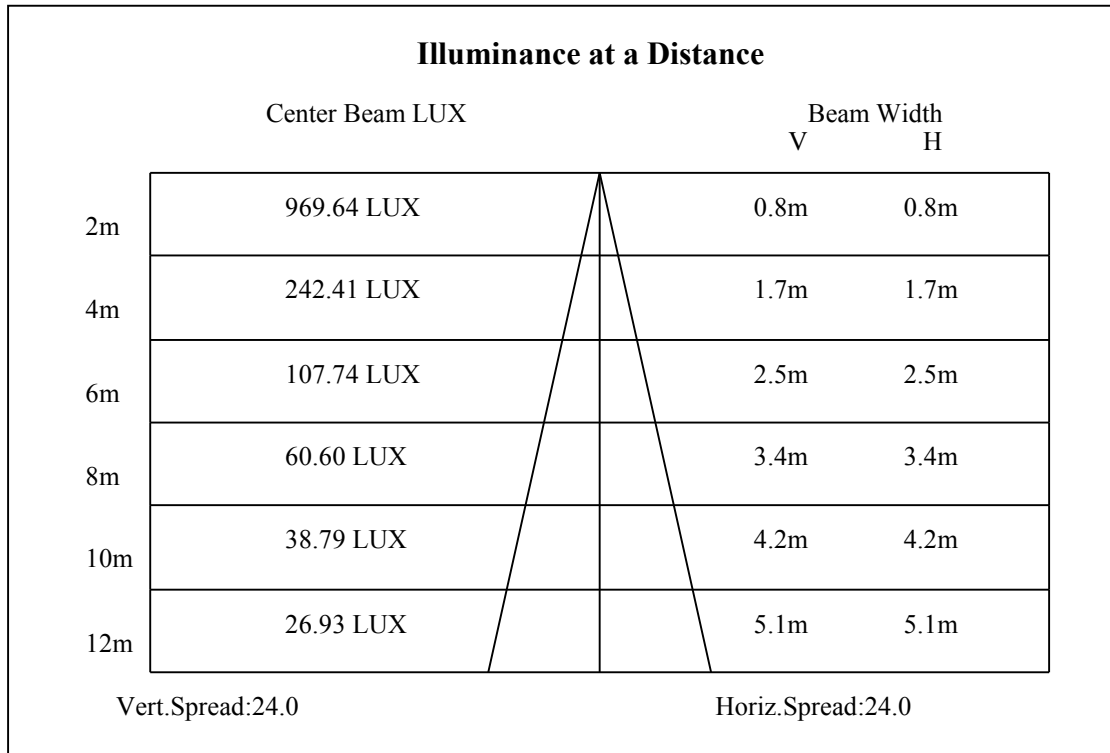 Illuminance at a Distance
Center Beam LUX Beam Width
V H
2m 969.64 LUX 0.8m 0.8m
4m 242.41 LUX 1.7m 1.7m
6m 107.74 LUX 2.5m 2.5m
8m 60.60 LUX 3.4m 3.4m
10m 38.79 LUX 4.2m 4.2m
12m 26.93 LUX 5.1m 5.1m
Vert.Spread:24.0 Horiz.Spread:24.0